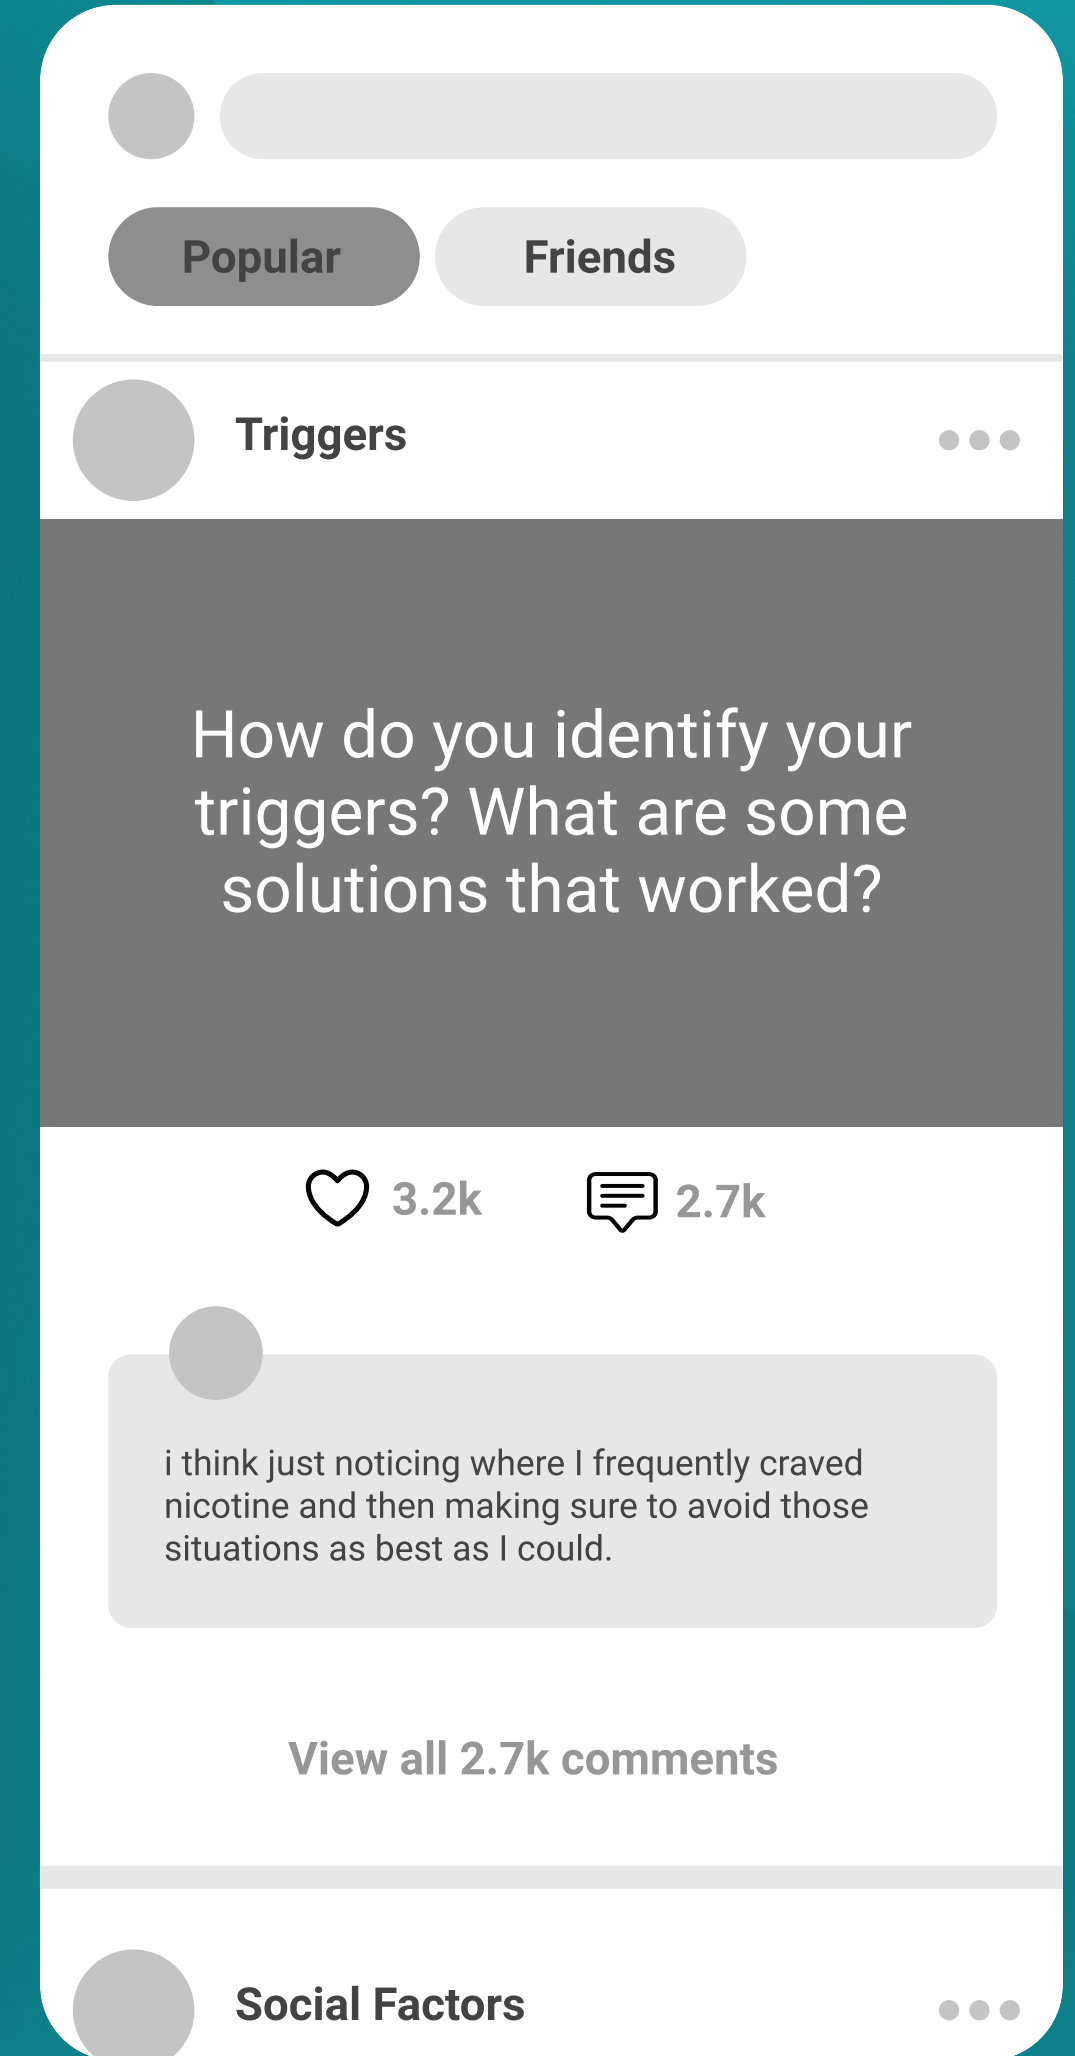 Popular
Friends
Triggers
How do you identify your
triggers? What are some
solutions that worked?
3.2k
2.7k
i think just noticing where I frequently craved
nicotine and then making sure to avoid those
situations as best as I could.
View all 2.7k comments
Social Factors